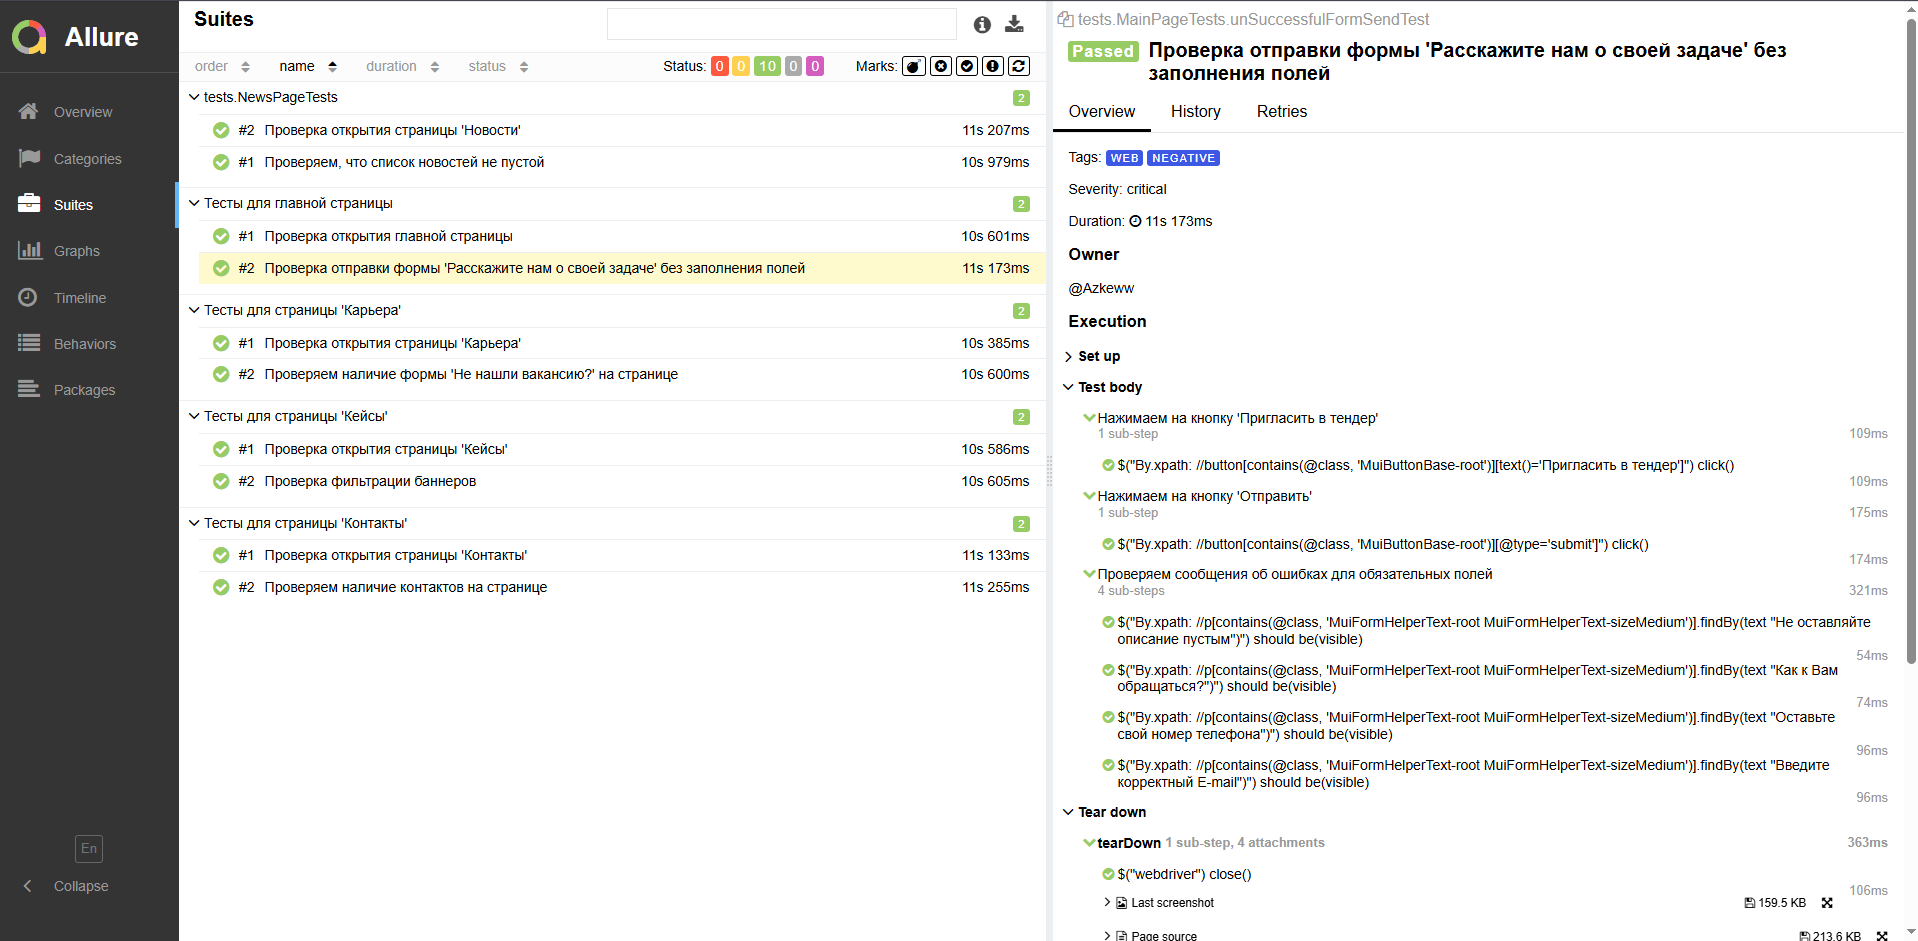 Allure
Overview
Categories
Suites
Graphs
Timeline
Behaviors
Packages
En
Collapse
Suites
order name duration status
Status: 0 0 10 0 0 Marks:
tests.NewsPageTests 2
#2 Проверка открытия страницы 'Новости' 11s 207ms
#1 Проверяем, что список новостей не пустой 10s 979ms
Тесты для главной страницы 2
#1 Проверка открытия главной страницы 10s 601ms
#2 Проверка отправки формы 'Расскажите нам о своей задаче' без заполнения полей 11s 173ms
Тесты для страницы 'Карьера' 2
#1 Проверка открытия страницы 'Карьера' 10s 385ms
#2 Проверяем наличие формы 'Не нашли вакансию?' на странице 10s 600ms
Тесты для страницы 'Кейсы' 2
#1 Проверка открытия страницы 'Кейсы' 10s 586ms
#2 Проверка фильтрации баннеров 10s 605ms
Тесты для страницы 'Контакты' 2
#1 Проверка открытия страницы 'Контакты' 11s 133ms
#2 Проверяем наличие контактов на странице 11s 255ms
tests.MainPageTests.unSuccessfulFormSendTest
Passed Проверка отправки формы 'Расскажите нам о своей задаче' без
заполнения полей
Overview History Retries
Tags: WEB NEGATIVE
Severity: critical
Duration: 11s 173ms
Owner
@Azkeww
Execution
Set up
Test body
Нажимаем на кнопку 'Пригласить в тендер'
1 sub-step 109ms
$("By.xpath: //button[contains(@class, 'MuiButtonBase-root')][text()='Пригласить в тендер']") click()
109ms
Нажимаем на кнопку 'Отправить'
1 sub-step 175ms
$("By.xpath: //button[contains(@class, 'MuiButtonBase-root')][@type='submit']") click()
174ms
Проверяем сообщения об ошибках для обязательных полей
4 sub-steps 321ms
$("By.xpath: //p[contains(@class, 'MuiFormHelperText-root MuiFormHelperText-sizeMedium')].findBy(text "Не оставляйте
описание пустым")") should be(visible)
54ms
$("By.xpath: //p[contains(@class, 'MuiFormHelperText-root MuiFormHelperText-sizeMedium')].findBy(text "Как к Вам
обращаться?")") should be(visible)
74ms
$("By.xpath: //p[contains(@class, 'MuiFormHelperText-root MuiFormHelperText-sizeMedium')].findBy(text "Оставьте
свой номер телефона")") should be(visible)
96ms
$("By.xpath: //p[contains(@class, 'MuiFormHelperText-root MuiFormHelperText-sizeMedium')].findBy(text "Введите
корректный E-mail")") should be(visible)
96ms
Tear down
tearDown 1 sub-step, 4 attachments 363ms
$("webdriver") close()
106ms
Last screenshot 159.5 KB
Page source 213.6 KB